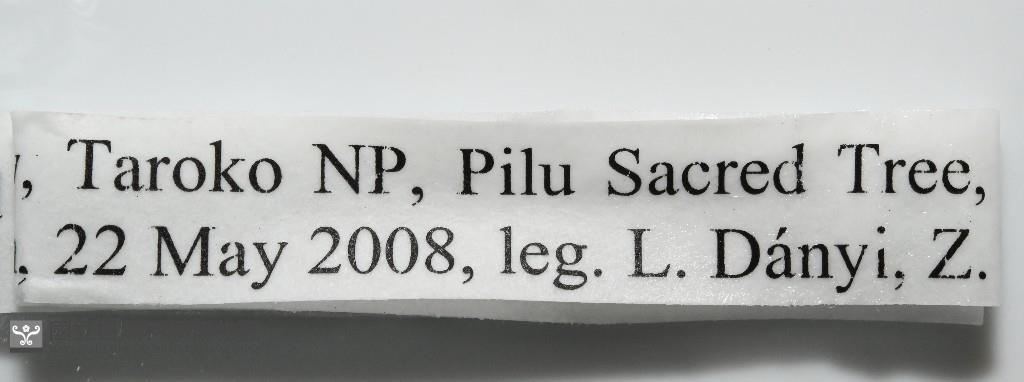 , Taroko NP, Pilu Sacred Tree,
, 22 May 2008, leg. L. Dányi, Z.